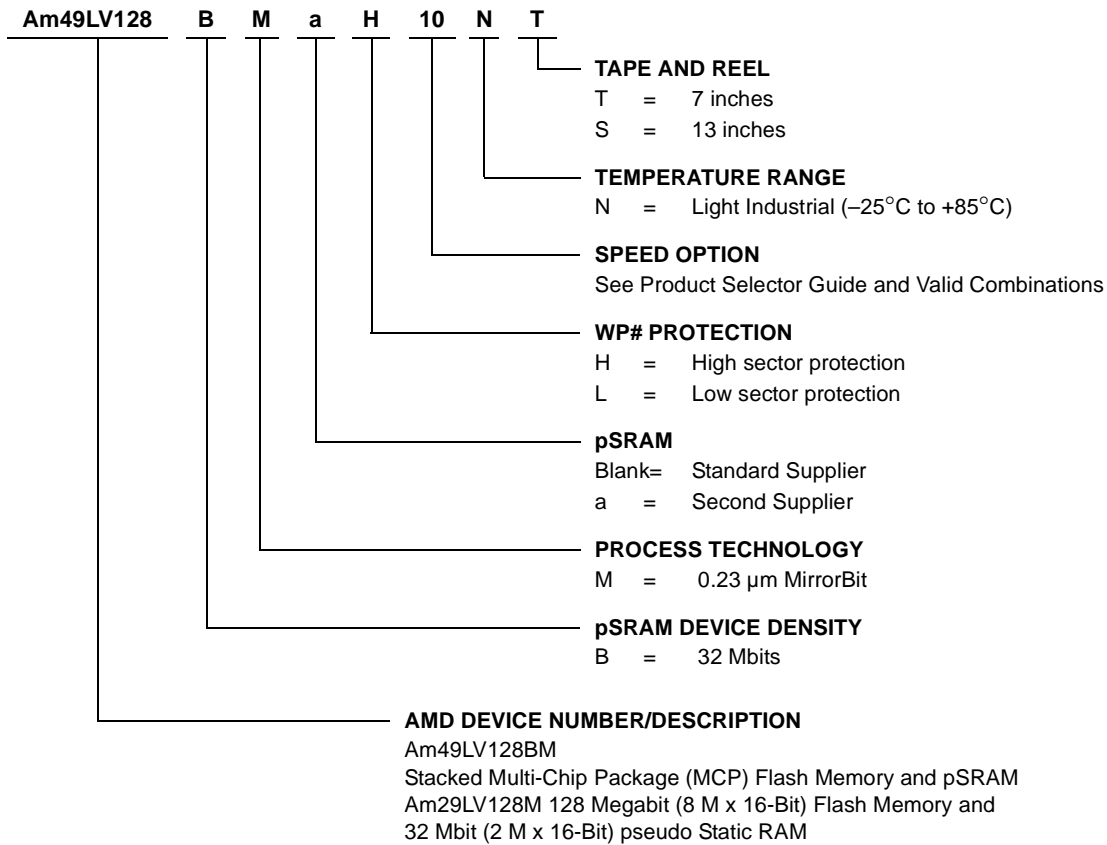 Am49LV128 B M a H 10 N T
TAPE AND REEL
T = 7 inches
S = 13 inches
TEMPERATURE RANGE
N = Light Industrial (–25°C to +85°C)
SPEED OPTION
See Product Selector Guide and Valid Combinations
WP# PROTECTION
H = High sector protection
L = Low sector protection
pSRAM
Blank= Standard Supplier
a = Second Supplier
PROCESS TECHNOLOGY
M = 0.23 µm MirrorBit
pSRAM DEVICE DENSITY
B = 32 Mbits
AMD DEVICE NUMBER/DESCRIPTION
Am49LV128BM
Stacked Multi-Chip Package (MCP) Flash Memory and pSRAM
Am29LV128M 128 Megabit (8 M x 16-Bit) Flash Memory and
32 Mbit (2 M x 16-Bit) pseudo Static RAM